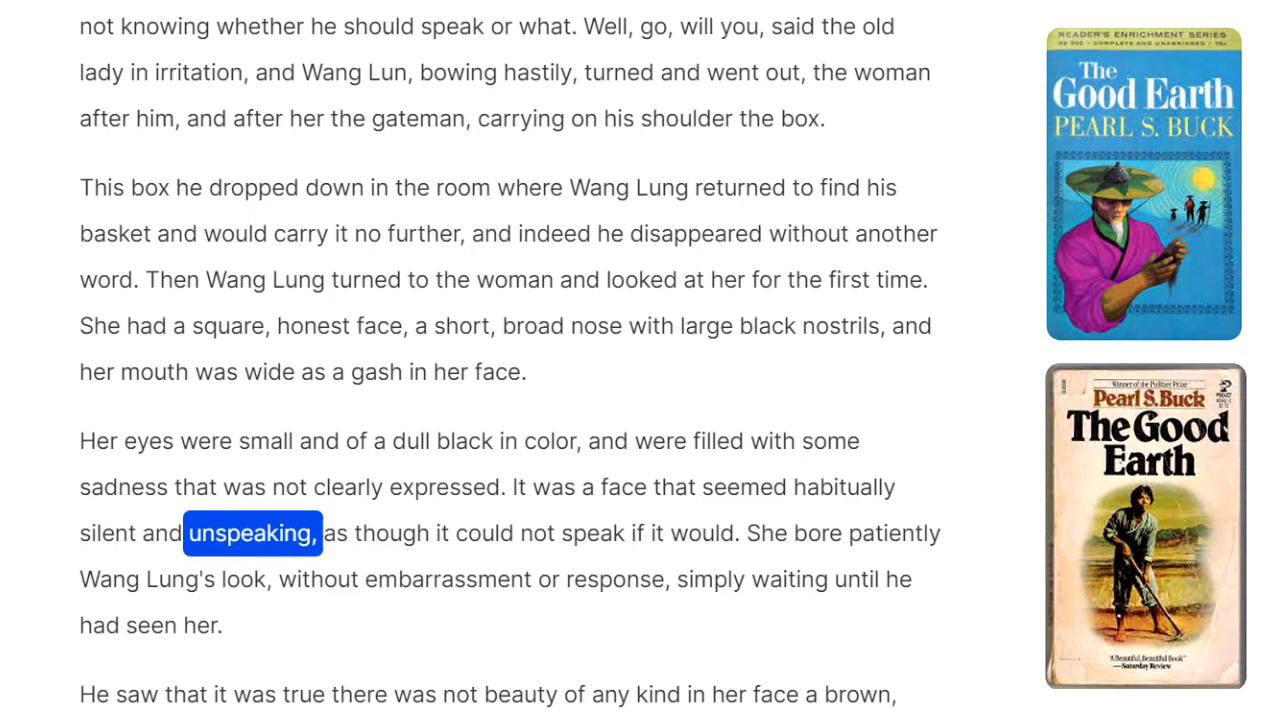 not knowing whether he should speak or what. Well, go, will you, said the old
lady in irritation, and Wang Lun, bowing hastily, turned and went out, the woman
after him, and after her the gateman, carrying on his shoulder the box.
This box he dropped down in the room where Wang Lung returned to find his
basket and would carry it no further, and indeed he disappeared without another
word. Then Wang Lung turned to the woman and looked at her for the first time.
She had a square, honest face, a short, broad nose with large black nostrils, and
her mouth was wide as a gash in her face.
Her eyes were small and of a dull black in color, and were filled with some
sadness that was not clearly expressed. It was a face that seemed habitually
silent and unspeaking, as though it could not speak if it would. She bore patiently
Wang Lung's look, without embarrassment or response, simply waiting until he
had seen her.
He saw that it was true there was not beauty of any kind in her face a brown,
READER'S ENRICHMENT SERIES
COMPLETE AND UNABRIDGED
The
Good Earth
PEARL S. BUCK
Winner of the Pulitzer Prize
Pearl S. Buck
The Good
Earth
"A Beautiful, Beautiful Book"
—Saturday Review